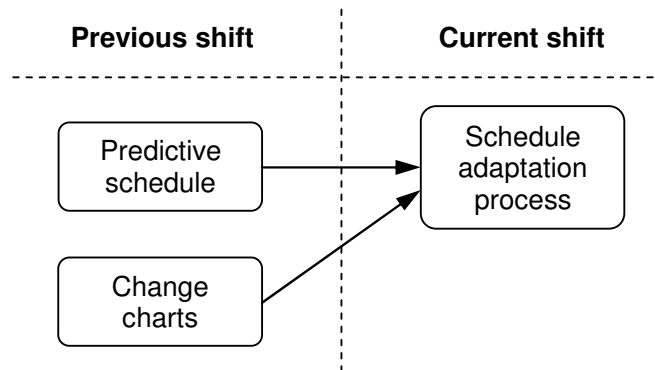 Previous shift
Current shift
Predictive
schedule
Schedule
adaptation
process
Change
charts